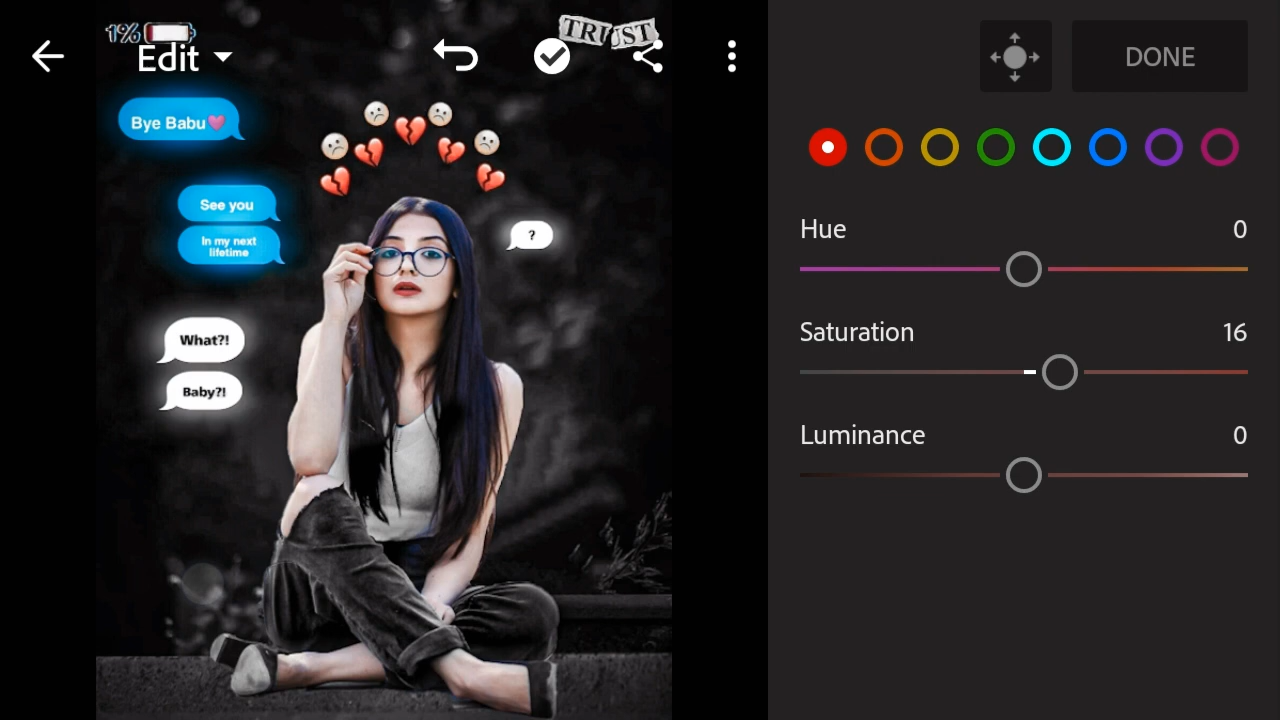 1%
TRUST
Edit
DONE
Bye Babu💜
See you
In my next
lifetime
?
What?!
Baby?!
Hue 0
Saturation 16
Luminance 0